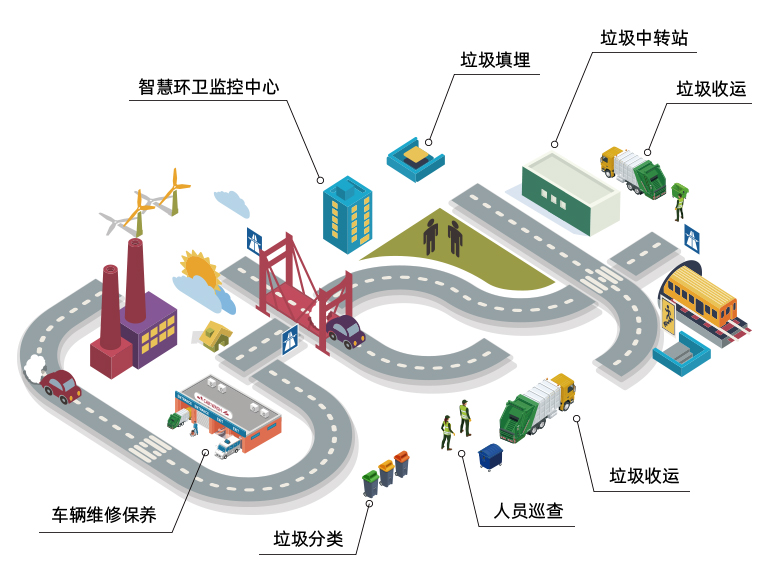 垃圾中转站
垃圾填埋
垃圾收运
智慧环卫监控中心
垃圾收运
人员巡查
车辆维修保养
垃圾分类